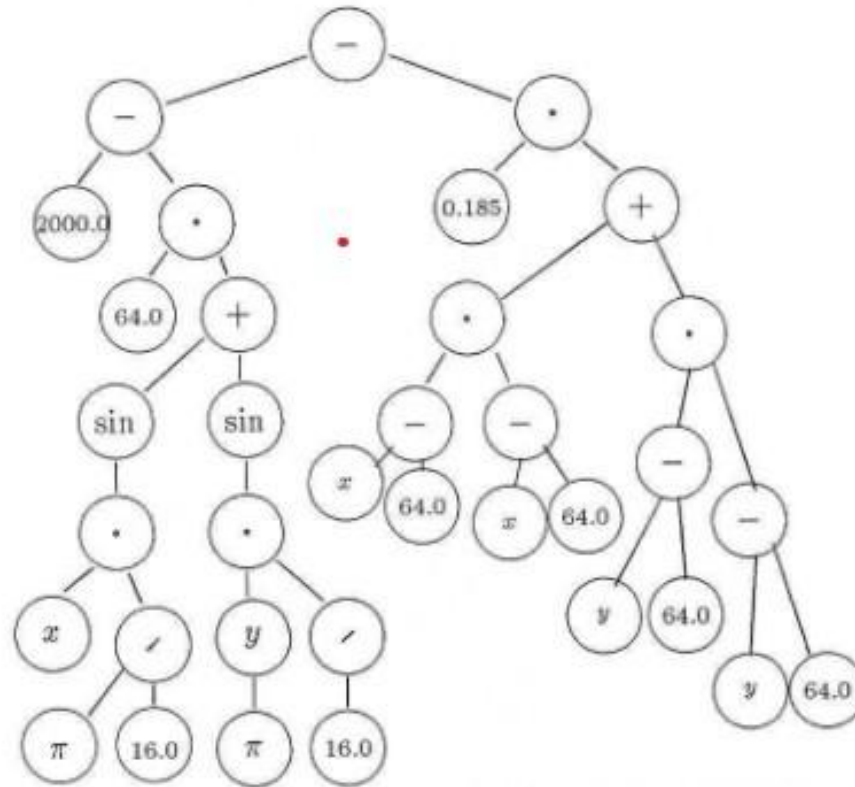 −
− ·
2000.0 · 0.185 +
64.0 + · ·
sin sin − − −
x 64.0 x 64.0 −
· · y 64.0
x / y / y 64.0
π 16.0 π 16.0